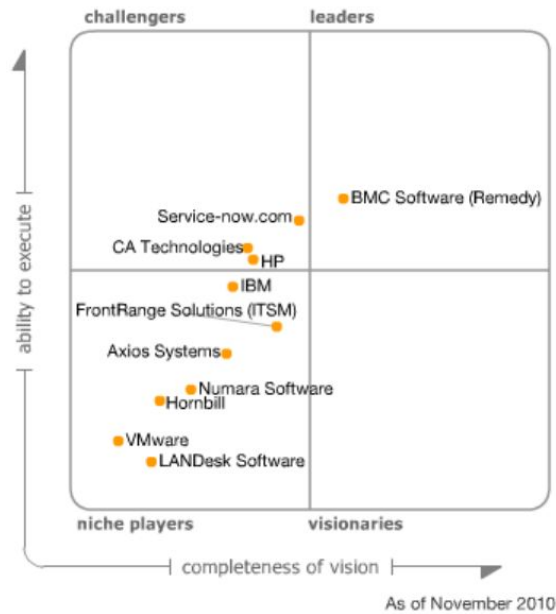 challengers
leaders
BMC Software (Remedy)
Service-now.com
CA Technologies
HP
IBM
FrontRange Solutions (ITSM)
Axios Systems
Numara Software
Hornbill
VMware
LANDesk Software
niche players
visionaries
ability to execute
completeness of vision
As of November 2010